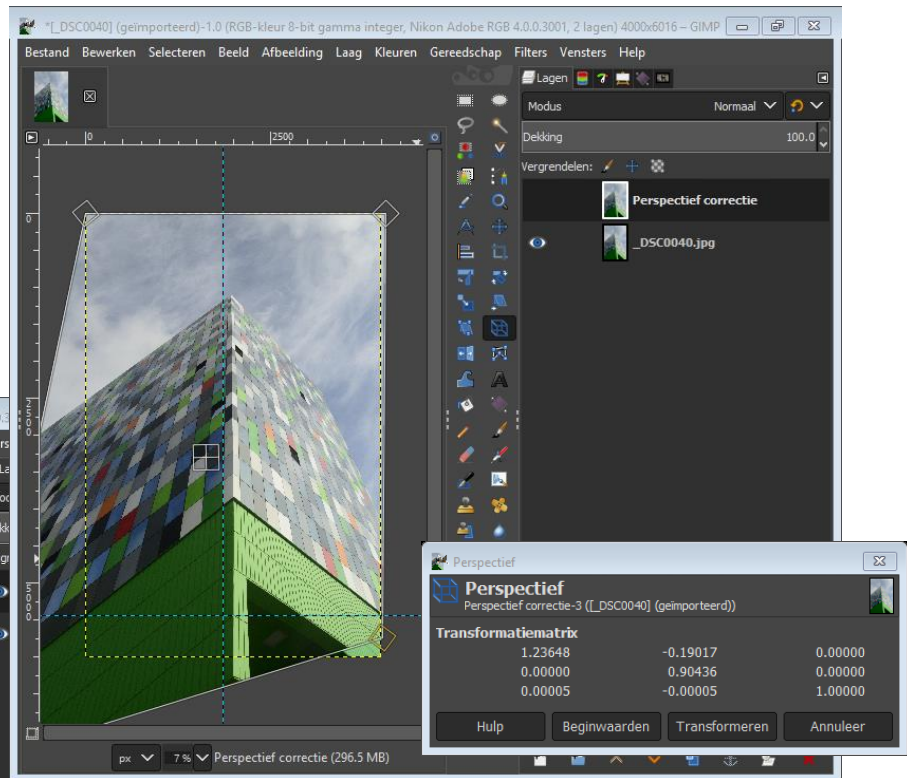 *[_DSC0040] (geïmporteerd)-1.0 (RGB-kleur 8-bit gamma integer, Nikon Adobe RGB 4.0.0.3001, 2 lagen) 4000x6016 – GIMP
Bestand Bewerken Selecteren Beeld Afbeelding Laag Kleuren Gereedschap Filters Vensters Help
Lagen
Modus Normaal
Dekking 100.0
Vergrendelen:
Perspectief correctie
_DSC0040.jpg
0 2500
0
2500
5000
Perspectief
Perspectief
Perspectief correctie-3 ([_DSC0040] (geïmporteerd))
Transformatiematrix
1.23648 -0.19017 0.00000
0.00000 0.90436 0.00000
0.00005 -0.00005 1.00000
Hulp Beginwaarden Transformeren Annuleer
px 7 % Perspectief correctie (296.5 MB)